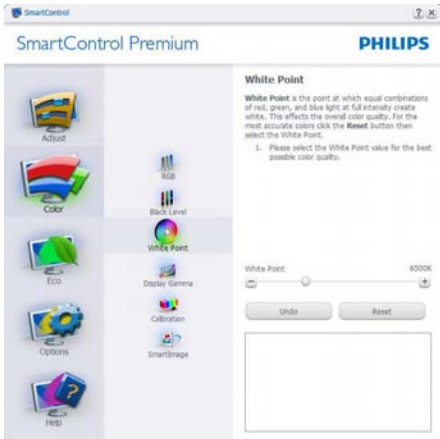 SmartControl
SmartControl Premium
PHILIPS
Adjust
Color
Eco
Options
Help
RGB
Black Level
White Point
Display Gamma
Calibration
SmartImage
White Point
White Point is the point at which equal combinations
of red, green, and blue light at full intensity create
white. This effects the overall color quality. For the
most accurate colors click the Reset button then
select the White Point.
1. Please select the White Point value for the best
possible color quality.
White Point 6500K
Undo Reset